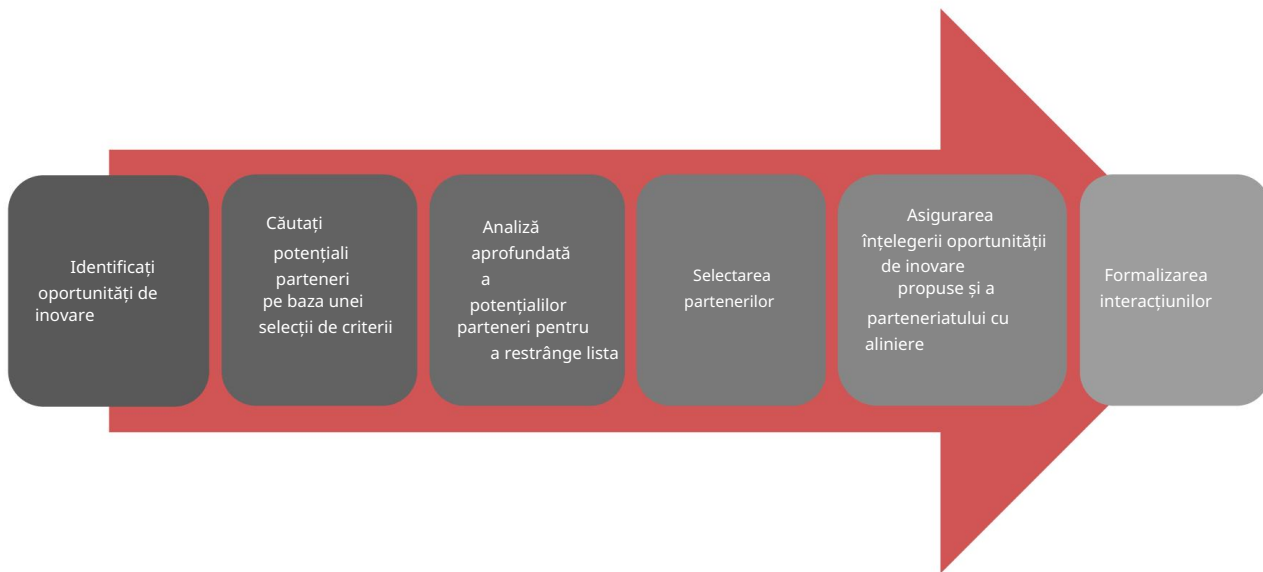 Identificați
oportunități de
inovare
Căutați
potențiali
parteneri
pe baza unei
selecții de criterii
Analiză
aprofundată
a
potențialilor
parteneri pentru
a restrânge lista
Selectarea
partenerilor
Asigurarea
înțelegerii oportunității
de inovare
propuse și a
parteneriatului cu
aliniere
Formalizarea
interacțiunilor